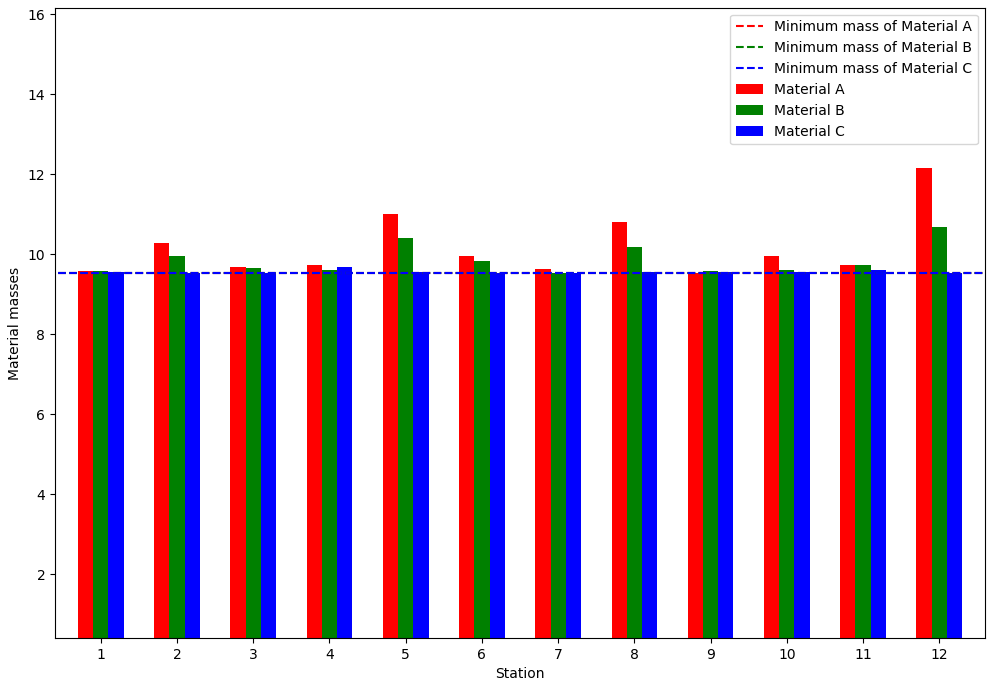 16
14
12
10
8
6
4
2
Material masses
Minimum mass of Material A
Minimum mass of Material B
Minimum mass of Material C
Material A
Material B
Material C
1 2 3 4 5 6 7 8 9 10 11 12
Station